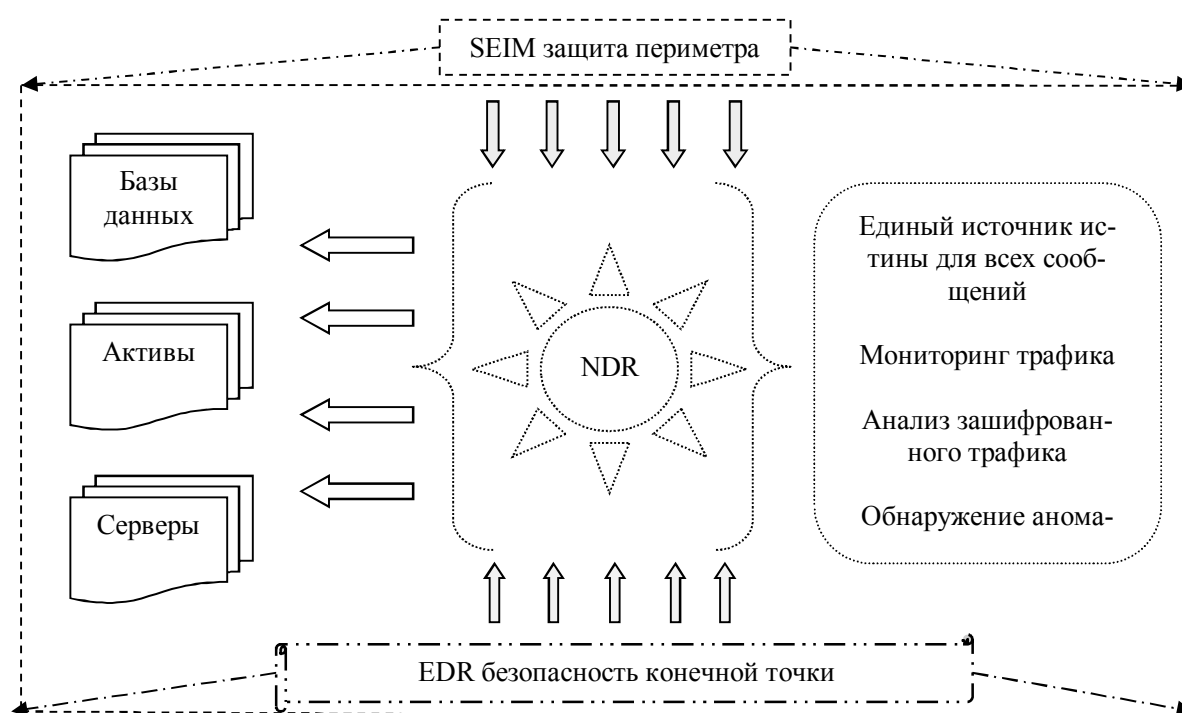 SEIM защита периметра
Базы
данных
Активы
Серверы
NDR
Единый источник ис-
тины для всех сооб-
щений
Мониторинг трафика
Анализ зашифрован-
ного трафика
Обнаружение анома-
EDR безопасность конечной точки